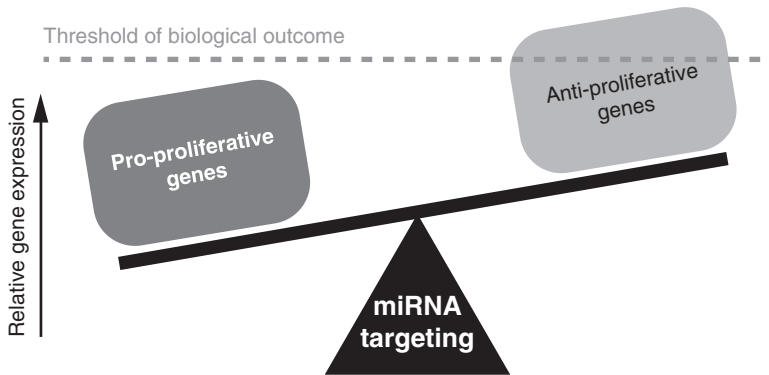 Threshold of biological outcome
Relative gene expression
Pro-proliferative
genes
Anti-proliferative
genes
miRNA
targeting